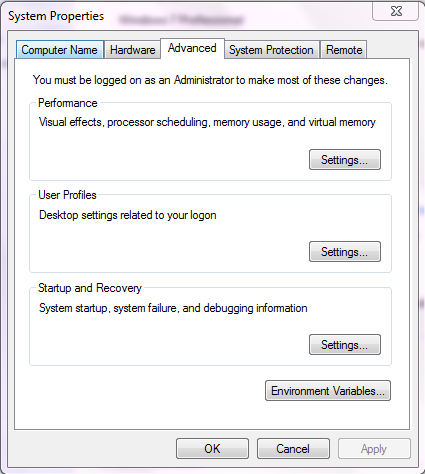 Windows 7 Professional
System Properties
Computer Name
Hardware
Advanced
System Protection
Remote
You must be logged on as an Administrator to make most of these changes.
Performance
Visual effects, processor scheduling, memory usage, and virtual memory
Settings...
User Profiles
Desktop settings related to your logon
Settings...
Startup and Recovery
System startup, system failure, and debugging information
Settings...
Environment Variables...
OK
Cancel
Apply